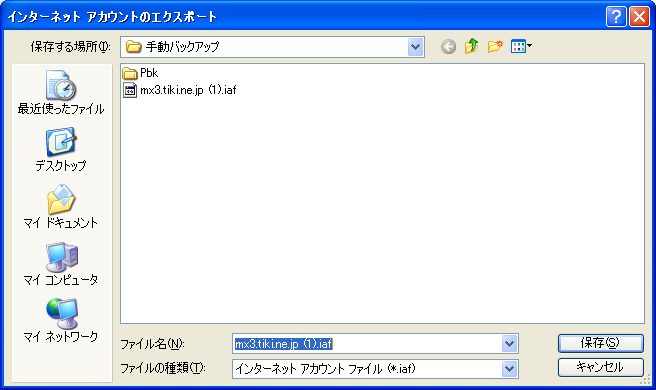 インターネット アカウントのエクスポート
保存する場所(I):
手動バックアップ
最近使ったファイル
デスクトップ
マイ ドキュメント
マイ コンピュータ
マイ ネットワーク
Pbk
mx3.tiki.ne.jp (1).iaf
ファイル名(N):
mx3.tiki.ne.jp (1).iaf
保存(S)
ファイルの種類(T):
インターネット アカウント ファイル (*.iaf)
キャンセル